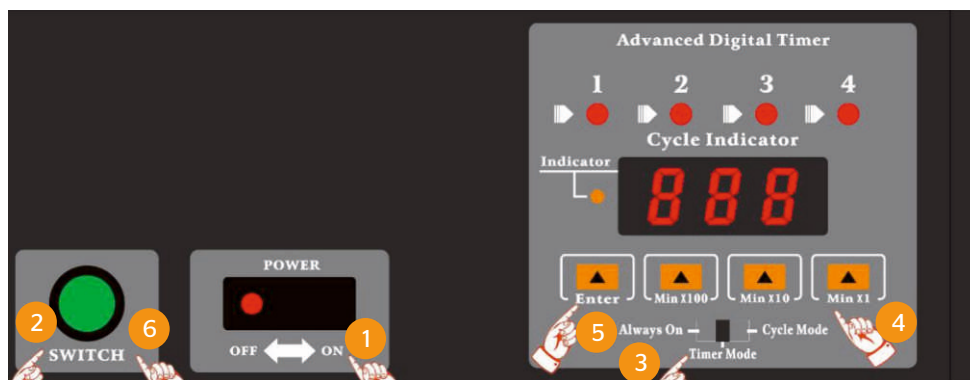 Advanced Digital Timer
1 2 3 4
Cycle Indicator
Indicator
888
Enter Min X100 Min X10 Min X1
Always On Cycle Mode
Timer Mode
POWER
OFF ON
SWITCH
2
6
1
5
4
3